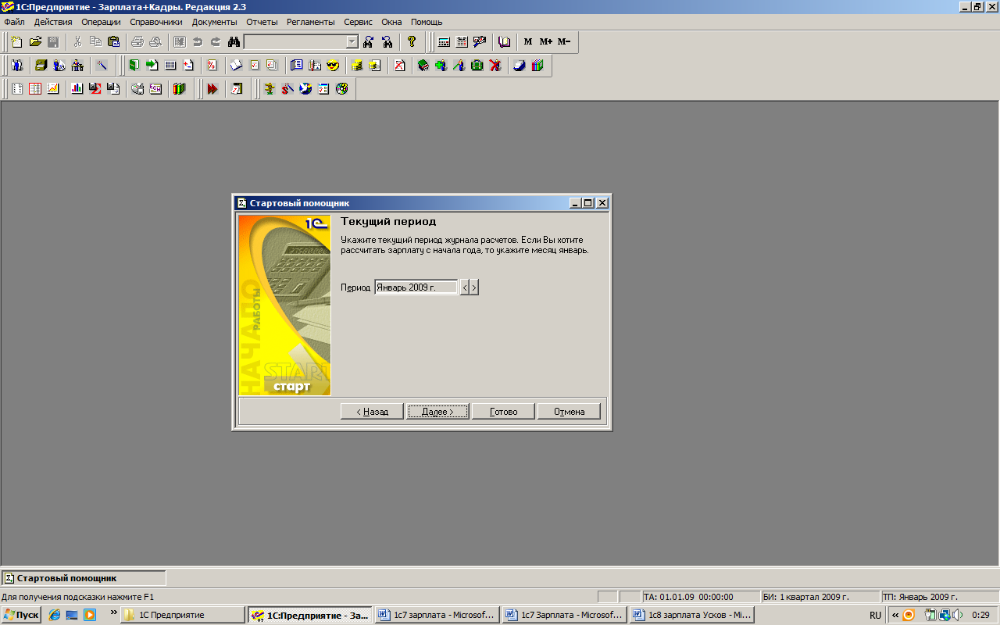 1С:Предприятие - Зарплата+Кадры. Редакция 2.3
Файл Действия Операции Справочники Документы Отчеты Регламенты Сервис Окна Помощь
M M+ M−
Стартовый помощник
1С
НАЧАЛО
РАБОТЫ
START
старт
Текущий период
Укажите текущий период журнала расчетов. Если Вы хотите
рассчитать зарплату с начала года, то укажите месяц январь.
Период Январь 2009 г. < >
< Назад Далее > Готово Отмена
Стартовый помощник
Для получения подсказки нажмите F1 TA: 01.01.09 00:00:00 БИ: 1 квартал 2009 г. ТП: Январь 2009 г.
Пуск » 1С Предприятие 1С:Предприятие - За... 1с7 зарплата - Microsof... 1с7 Зарплата - Microsof... 1с8 зарплата Усков - Mi... RU « 0:29